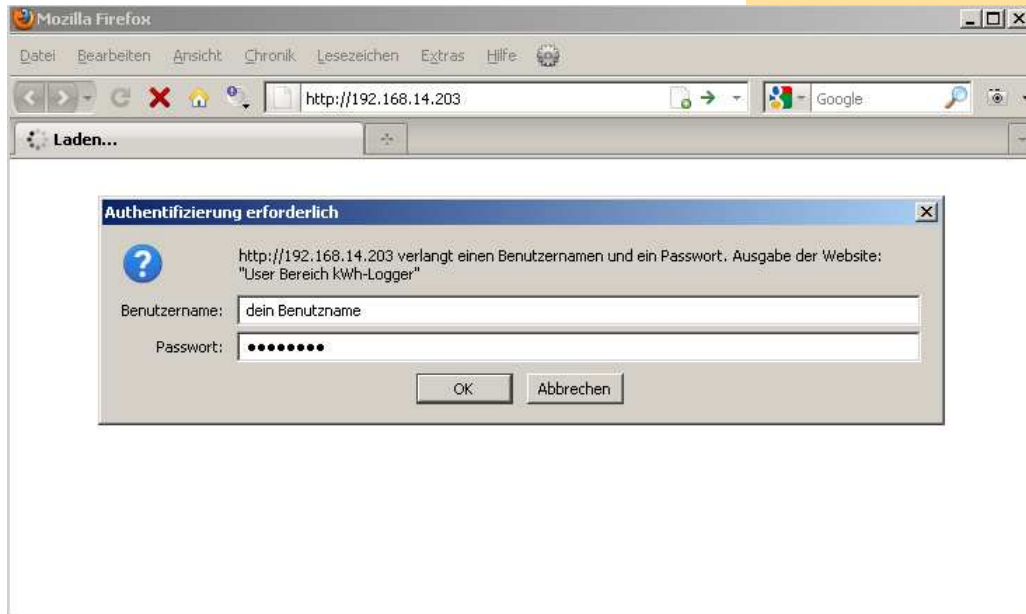 Mozilla Firefox
Datei Bearbeiten Ansicht Chronik Lesezeichen Extras Hilfe
http://192.168.14.203 Google
Laden...
Authentifizierung erforderlich
http://192.168.14.203 verlangt einen Benutzernamen und ein Passwort. Ausgabe der Website:
"User Bereich kWh-Logger"
Benutzername: dein Benutzname
Passwort: ●●●●●●●●
OK Abbrechen